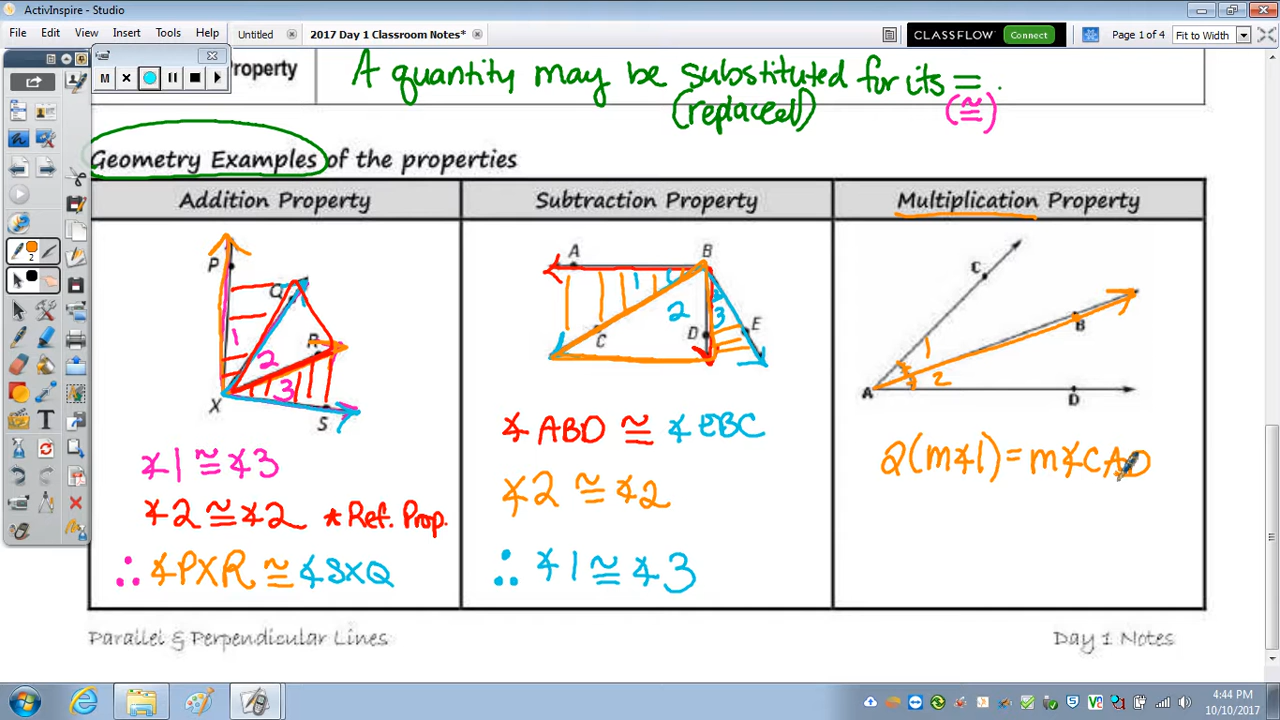 ActivInspire - Studio
File Edit View Insert Tools Help Untitled 2017 Day 1 Classroom Notes* CLASSFLOW Connect Page 1 of 4 Fit to Width
M
Property
A quantity may be substituted for its = .
(replaced) (≅)
Geometry Examples of the properties
Addition Property Subtraction Property Multiplication Property
P Q R X S 1 2 3
A B C D E 1 2 3
C B A D 1 2
∡1 ≅ ∡3
∡2 ≅ ∡2 * Ref. Prop.
∴ ∡PXR ≅ ∡SXQ
∡ABD ≅ ∡EBC
∡2 ≅ ∡2
∴ ∡1 ≅ ∡3
2(m∡1) = m∡CAD
Parallel & Perpendicular Lines Day 1 Notes
4:44 PM
10/10/2017